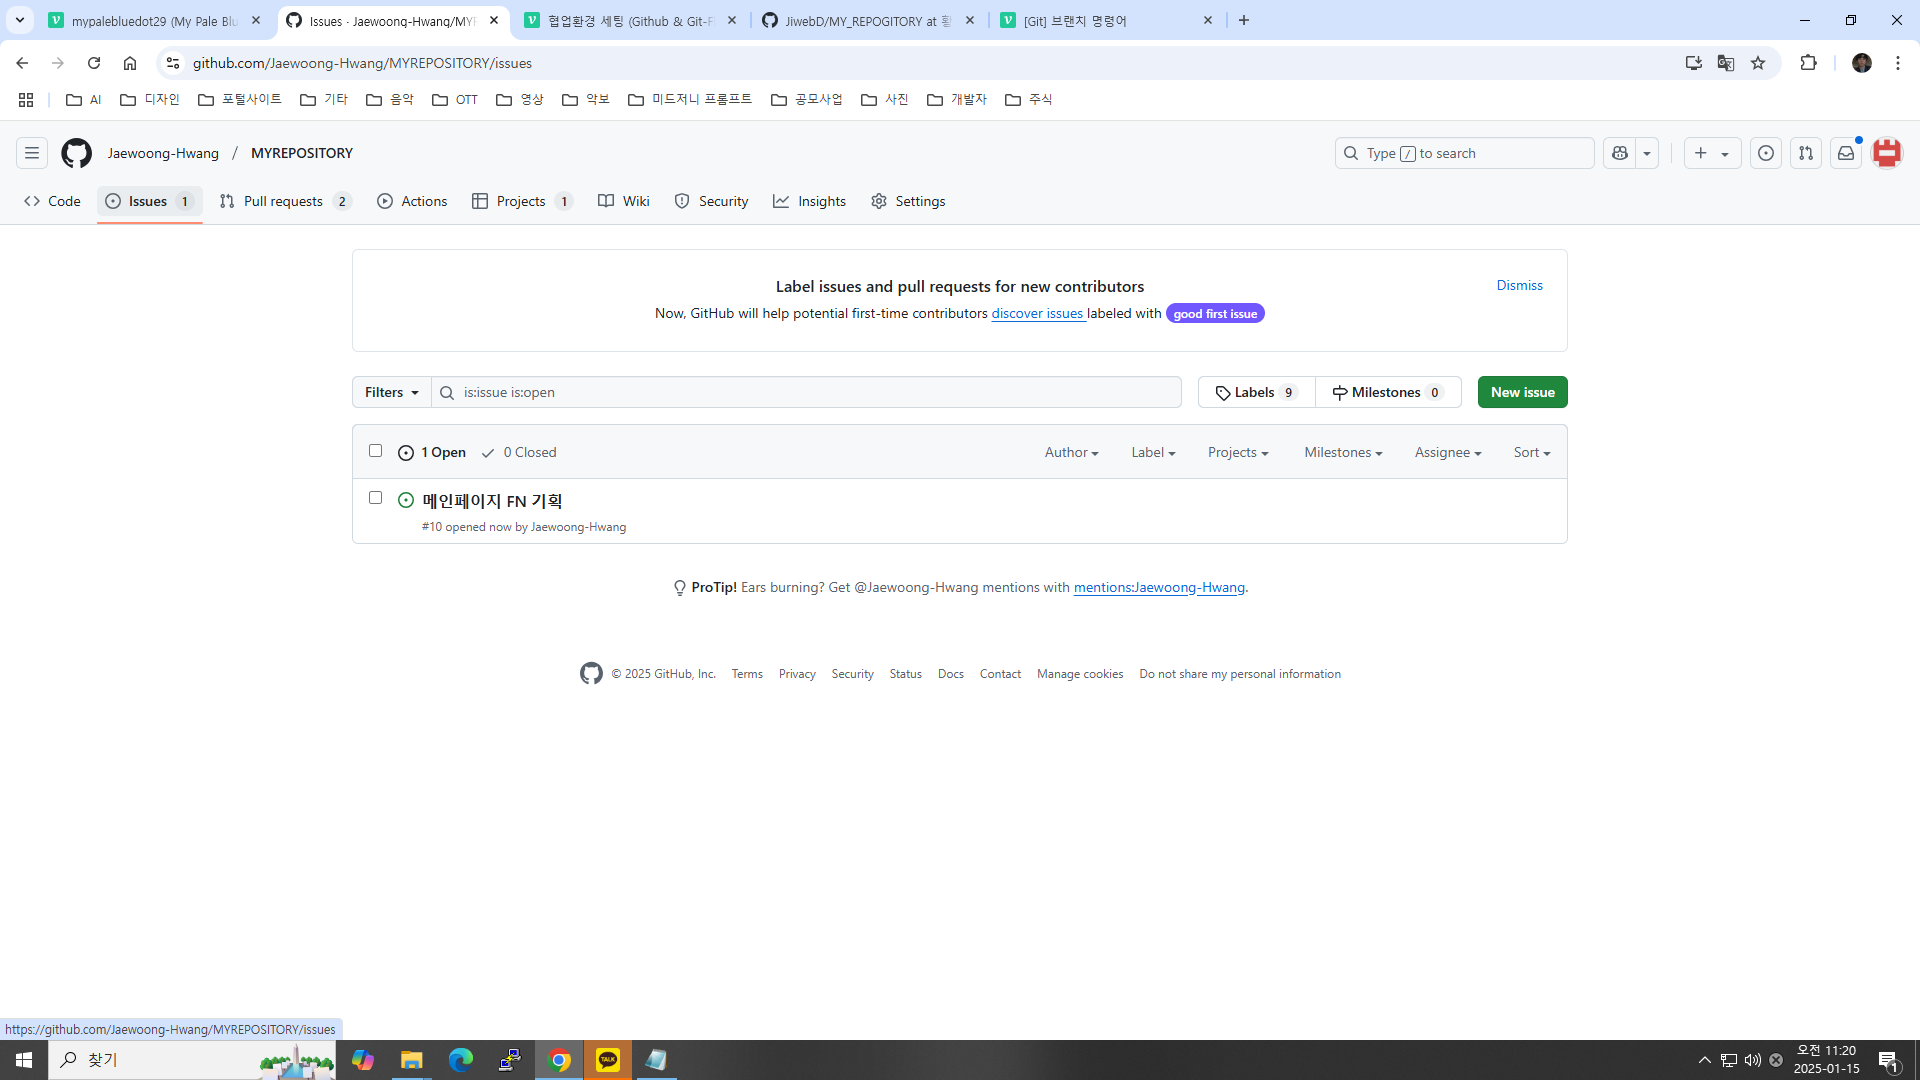 mypalebluedot29 (My Pale Blu
Issues · Jaewoong-Hwang/MYR
협업환경 세팅 (Github & Git-Fl
JiwebD/MY_REPOGITORY at 황
[Git] 브랜치 명령어
github.com/Jaewoong-Hwang/MYREPOSITORY/issues
AI
디자인
포털사이트
기타
음악
OTT
영상
악보
미드저니 프롬프트
공모사업
사진
개발자
주식
Jaewoong-Hwang / MYREPOSITORY
Type / to search
Code
Issues 1
Pull requests 2
Actions
Projects 1
Wiki
Security
Insights
Settings
Label issues and pull requests for new contributors
Dismiss
Now, GitHub will help potential first-time contributors discover issues labeled with good first issue
Filters
is:issue is:open
Labels 9
Milestones 0
New issue
1 Open
0 Closed
Author
Label
Projects
Milestones
Assignee
Sort
메인페이지 FN 기획
#10 opened now by Jaewoong-Hwang
ProTip! Ears burning? Get @Jaewoong-Hwang mentions with mentions:Jaewoong-Hwang.
© 2025 GitHub, Inc.
Terms
Privacy
Security
Status
Docs
Contact
Manage cookies
Do not share my personal information
https://github.com/Jaewoong-Hwang/MYREPOSITORY/issues
찾기
TALK
오전 11:20
2025-01-15
1